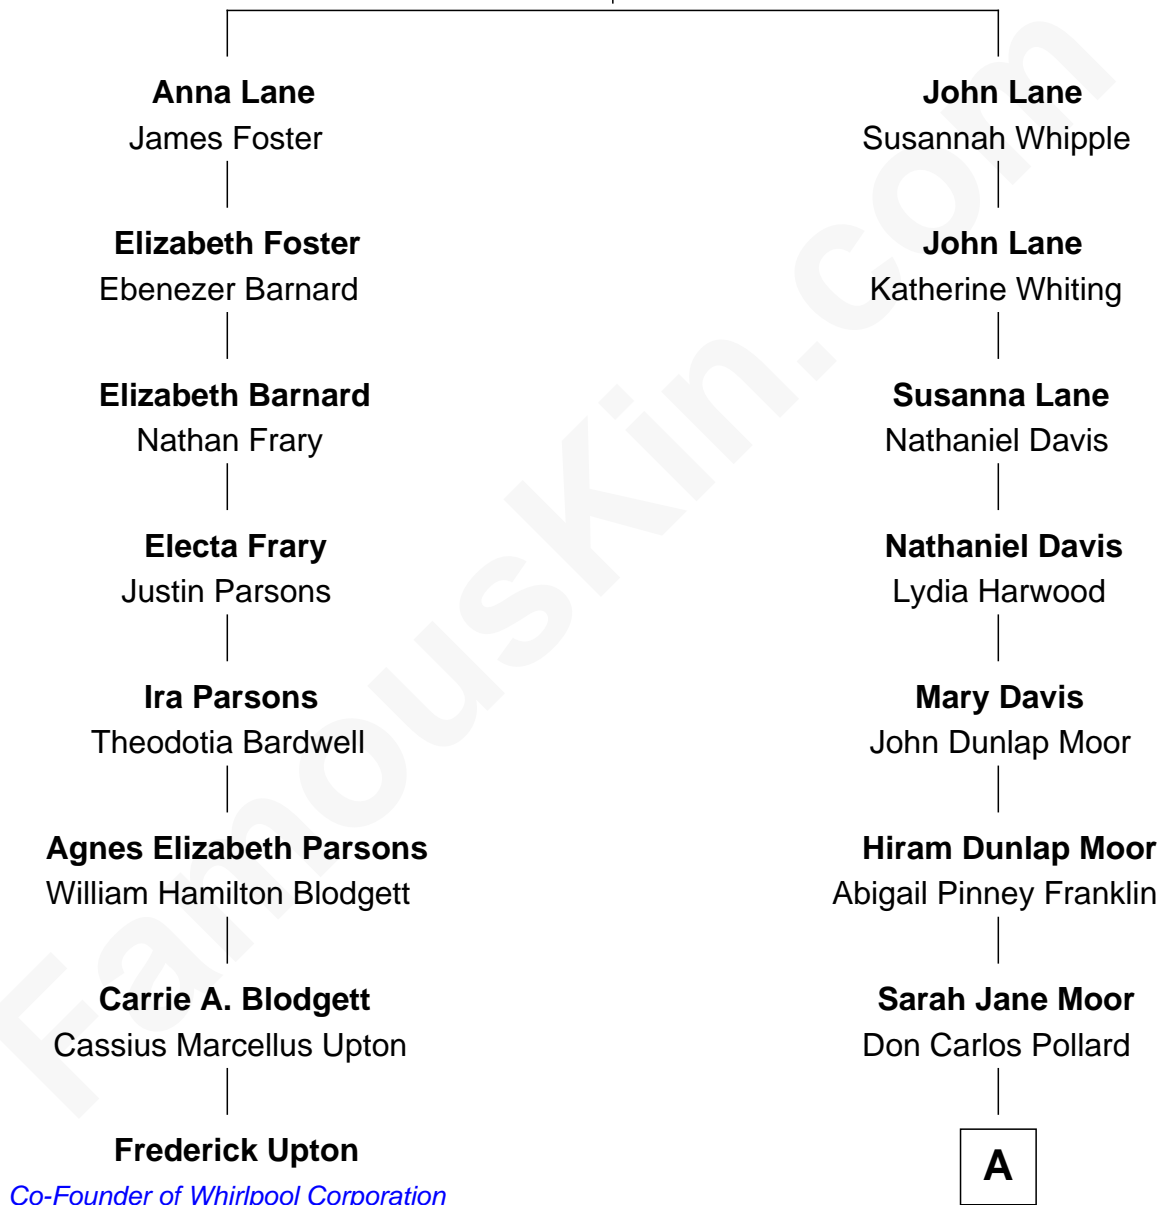 Anna Lane
James Foster
Elizabeth Foster
Ebenezer Barnard
Elizabeth Barnard
Nathan Frary
Electa Frary
Justin Parsons
Ira Parsons
Theodotia Bardwell
Agnes Elizabeth Parsons
William Hamilton Blodgett
Carrie A. Blodgett
Cassius Marcellus Upton
Frederick Upton
Co-Founder of Whirlpool Corporation
John Lane
Susannah Whipple
John Lane
Katherine Whiting
Susanna Lane
Nathaniel Davis
Nathaniel Davis
Lydia Harwood
Mary Davis
John Dunlap Moor
Hiram Dunlap Moor
Abigail Pinney Franklin
Sarah Jane Moor
Don Carlos Pollard
A
FamousKin.com